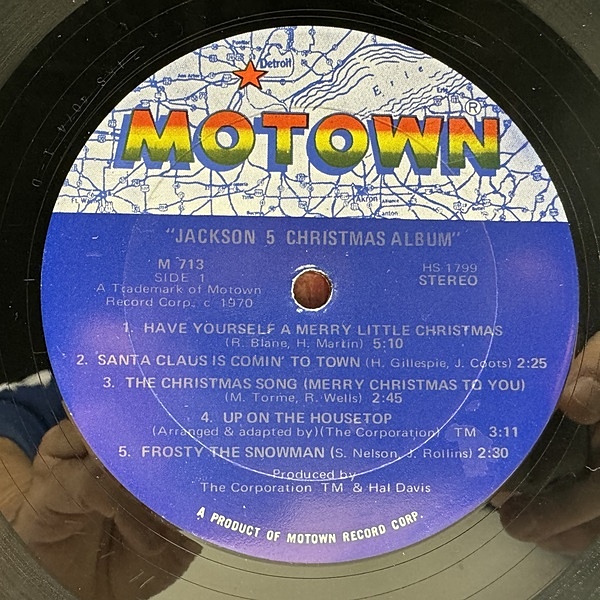 Detroit
Erie
Erie
MOTOWN®
Akron
"JACKSON 5 CHRISTMAS ALBUM"
M 713
SIDE 1
HS 1799
STEREO
A Trademark of Motown
Record Corp. c 1970
1. HAVE YOURSELF A MERRY LITTLE CHRISTMAS
(R. Blane, H. Martin) 5:10
2. SANTA CLAUS IS COMIN' TO TOWN (H. Gillespie, J. Coots) 2:25
3. THE CHRISTMAS SONG (MERRY CHRISTMAS TO YOU)
(M. Torme, R. Wells) 2:45
4. UP ON THE HOUSETOP
(Arranged & adapted by)(The Corporation) TM 3:11
5. FROSTY THE SNOWMAN (S. Nelson, J. Rollins) 2:30
Produced by
The Corporation TM & Hal Davis
A PRODUCT OF MOTOWN RECORD CORP.